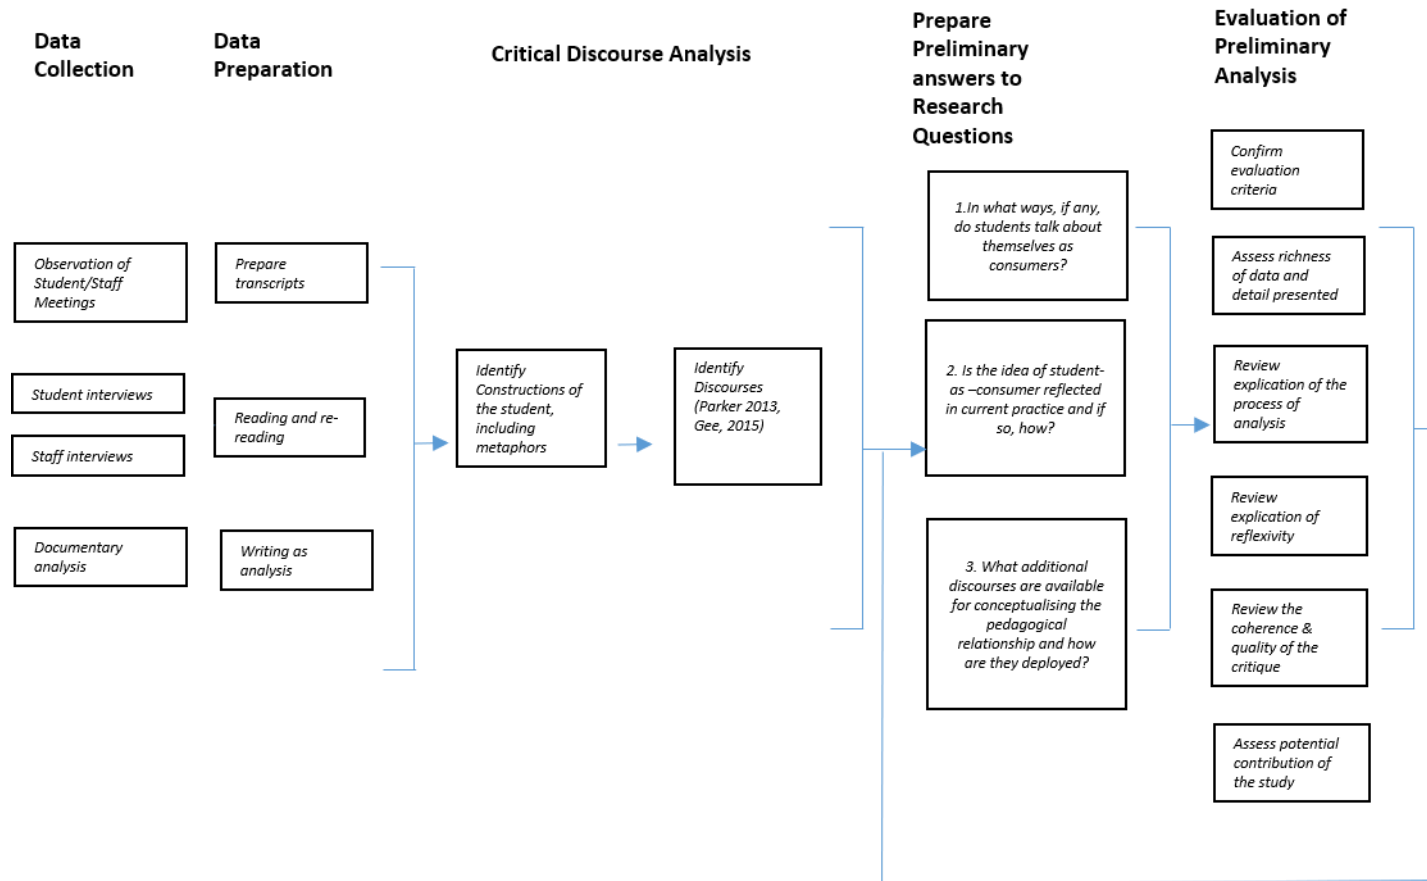 Data
Collection
Data
Preparation
Critical Discourse Analysis
Prepare
Preliminary
answers to
Research
Questions
Evaluation of
Preliminary
Analysis
Observation of
Student/Staff
Meetings
Student interviews
Staff interviews
Documentary
analysis
Prepare
transcripts
Reading and re-
reading
Writing as
analysis
Identify
Constructions of
the student,
including
metaphors
Identify
Discourses
(Parker 2013,
Gee, 2015)
1.In what ways, if any,
do students talk about
themselves as
consumers?
2. Is the idea of student-
as –consumer reflected
in current practice and if
so, how?
3. What additional
discourses are available
for conceptualising the
pedagogical
relationship and how
are they deployed?
Confirm
evaluation
criteria
Assess richness
of data and
detail presented
Review
explication of the
process of
analysis
Review
explication of
reflexivity
Review the
coherence &
quality of the
critique
Assess potential
contribution of
the study